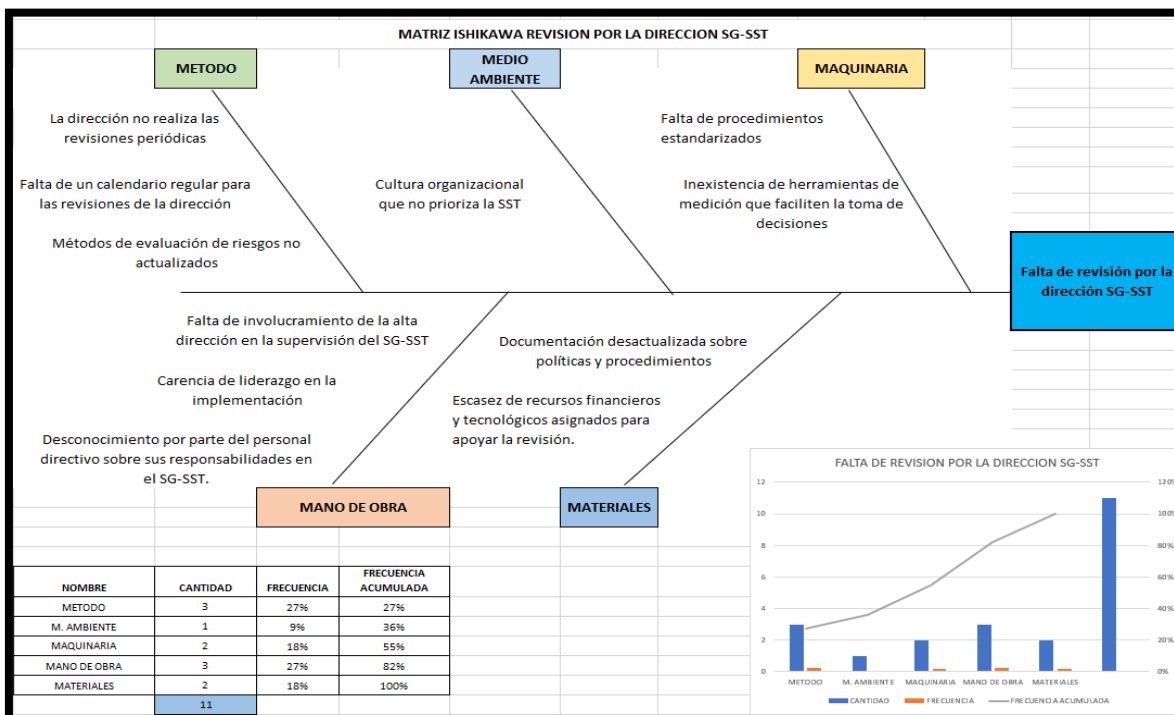 MATRIZ ISHIKAWA REVISION POR LA DIRECCION SG-SST
METODO
MEDIO
AMBIENTE
MAQUINARIA
La dirección no realiza las
revisiones periódicas
Falta de un calendario regular para
las revisiones de la dirección
Métodos de evaluación de riesgos no
actualizados
Cultura organizacional
que no prioriza la SST
Falta de procedimientos
estandarizados
Inexistencia de herramientas de
medición que faciliten la toma de
decisiones
Falta de revisión por la
dirección SG-SST
Falta de involucramiento de la alta
dirección en la supervisión del SG-SST
Carencia de liderazgo en la
implementación
Desconocimiento por parte del personal
directivo sobre sus responsabilidades en
el SG-SST.
Documentación desactualizada sobre
políticas y procedimientos
Escasez de recursos financieros
y tecnológicos asignados para
apoyar la revisión.
MANO DE OBRA
MATERIALES
NOMBRE CANTIDAD FRECUENCIA FRECUENCIA ACUMULADA
METODO 3 27% 27%
M. AMBIENTE 1 9% 36%
MAQUINARIA 2 18% 55%
MANO DE OBRA 3 27% 82%
MATERIALES 2 18% 100%
11
FALTA DE REVISION POR LA DIRECCION SG-SST
12 120%
10 100%
8 80%
6 60%
4 40%
2 20%
0 0%
METODO M. AMBIENTE MAQUINARIA MANO DE OBRA MATERIALES
CANTIDAD FRECUENCIA FRECUENCIA ACUMULADA